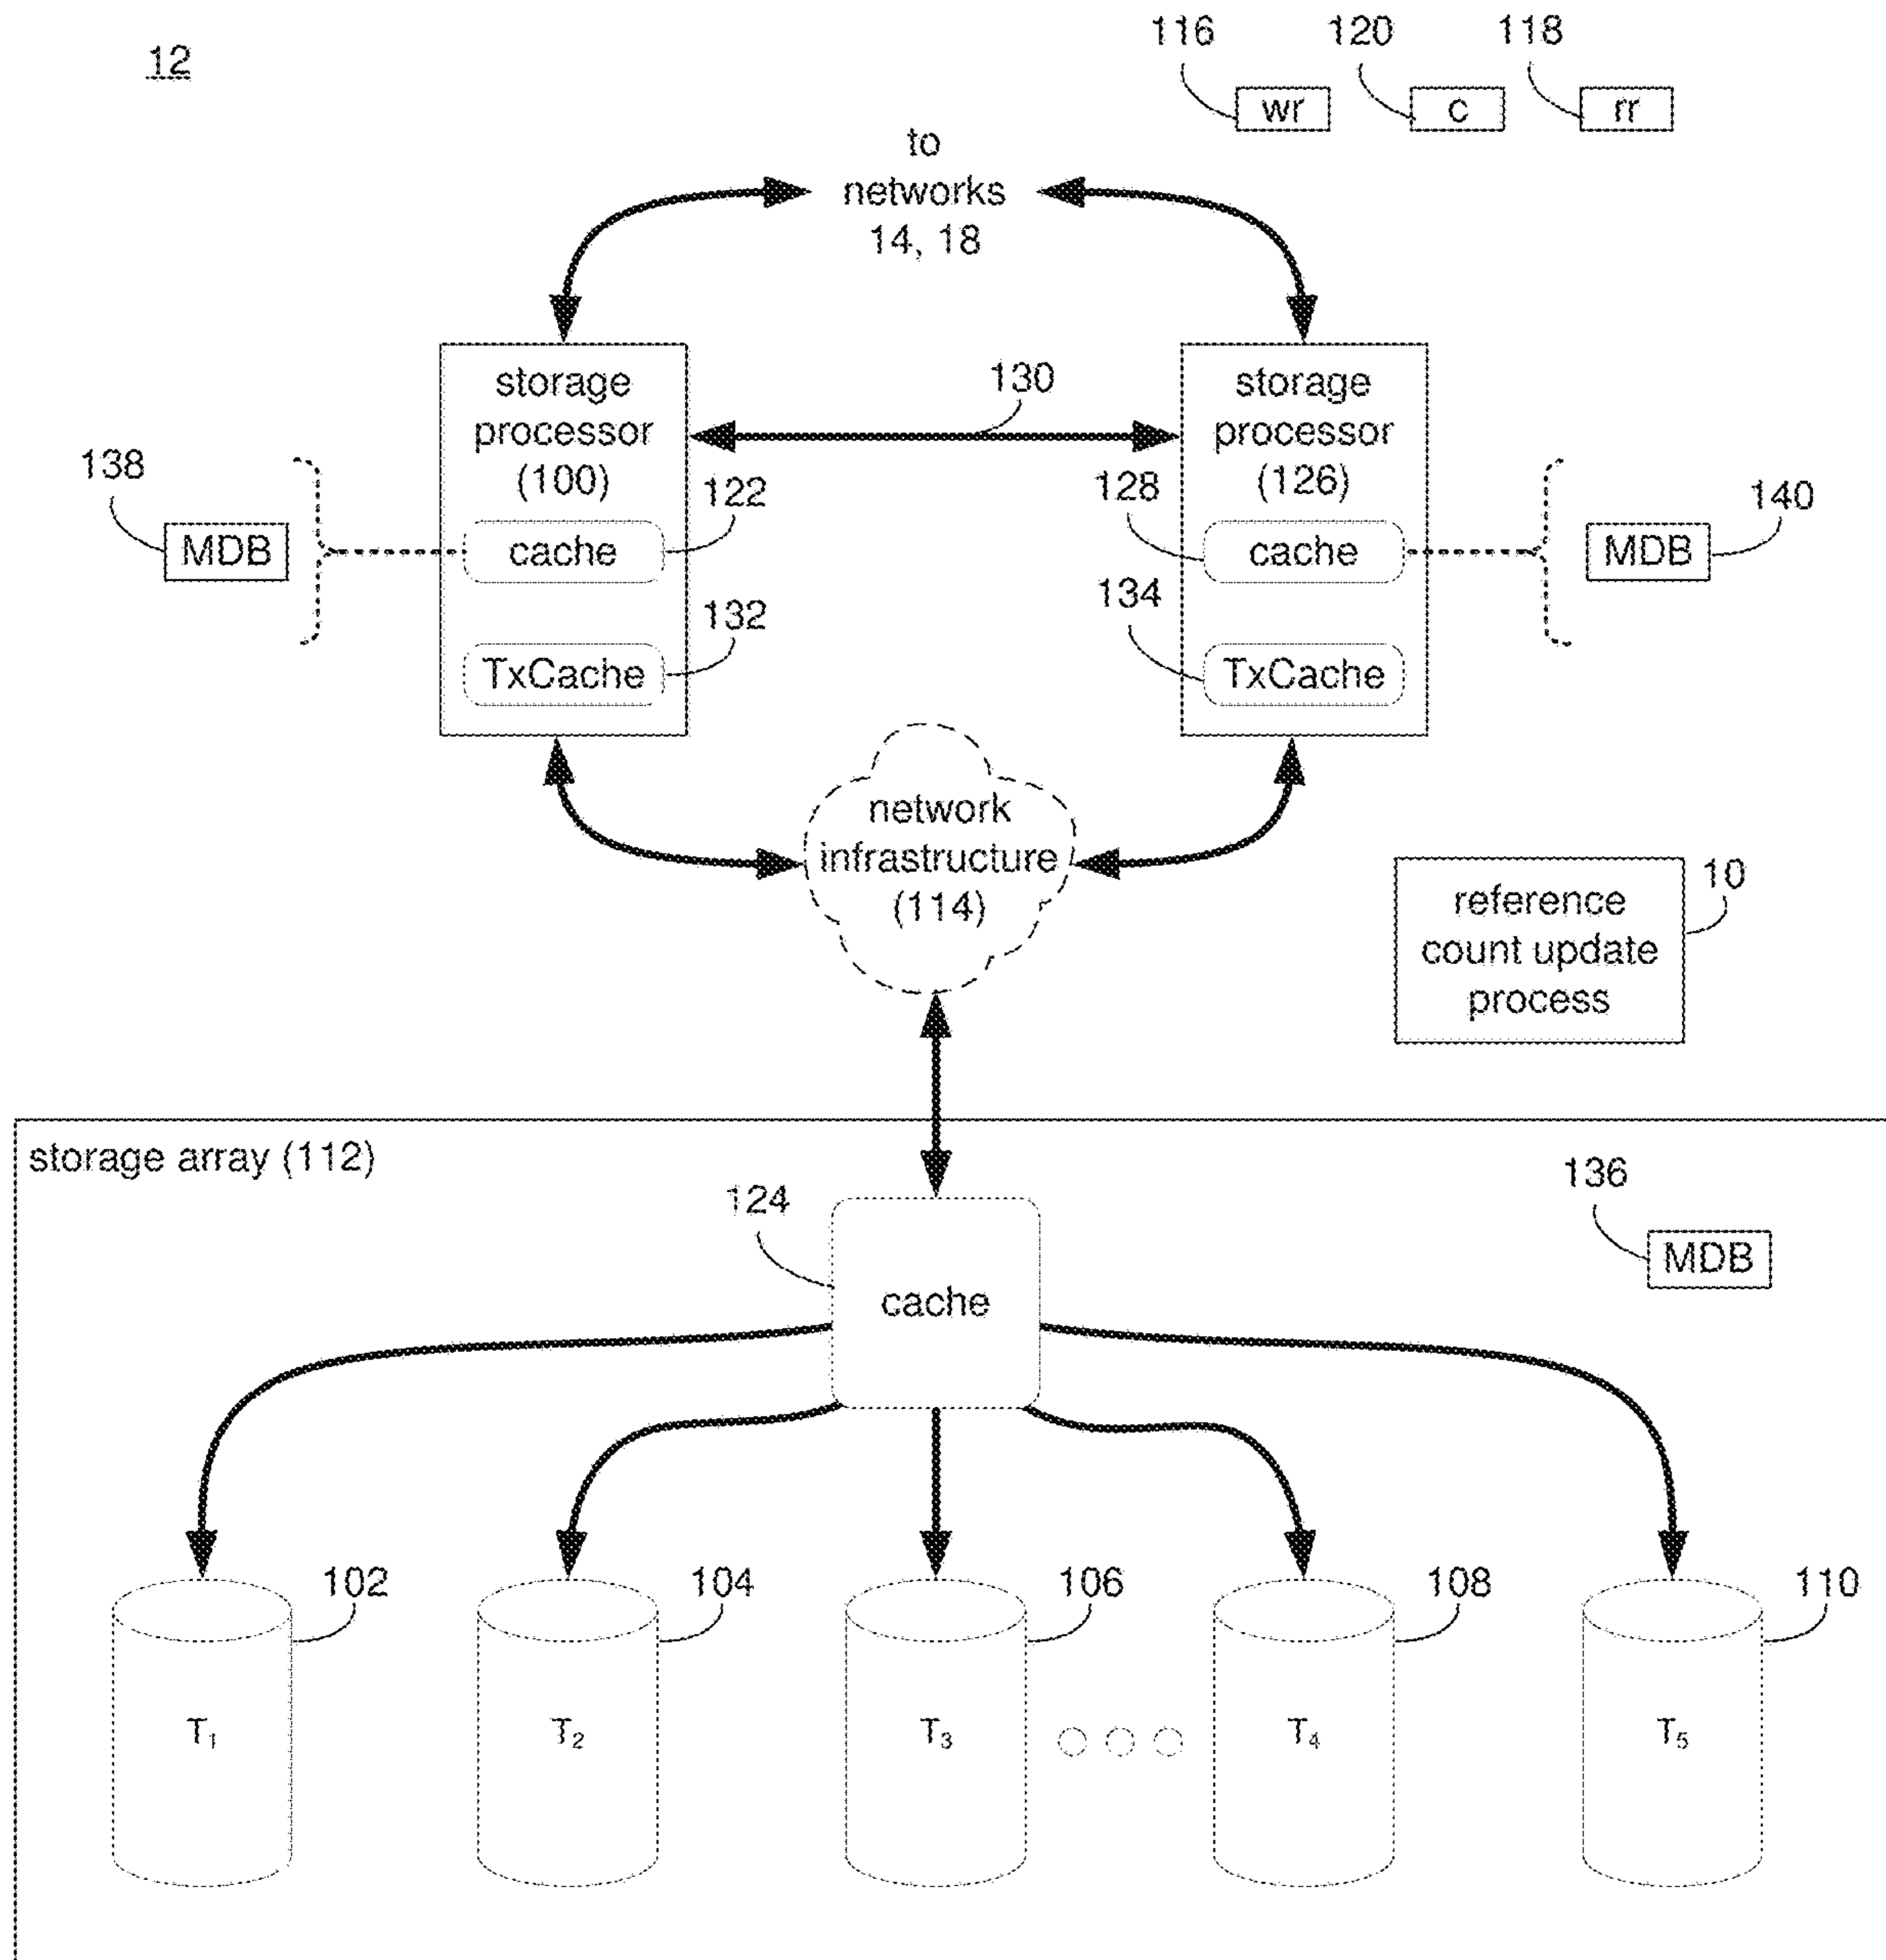 12
116 120 118
wr c rr
to
networks
14, 18
storage
processor
(100)
130
storage
processor
(126)
138
MDB
122
cache
132
TxCache
128
cache
134
TxCache
140
MDB
network
infrastructure
(114)
10
reference
count update
process
storage array (112)
124
cache
136
MDB
102 104 106 108 110
T₁ T₂ T₃ T₄ T₅